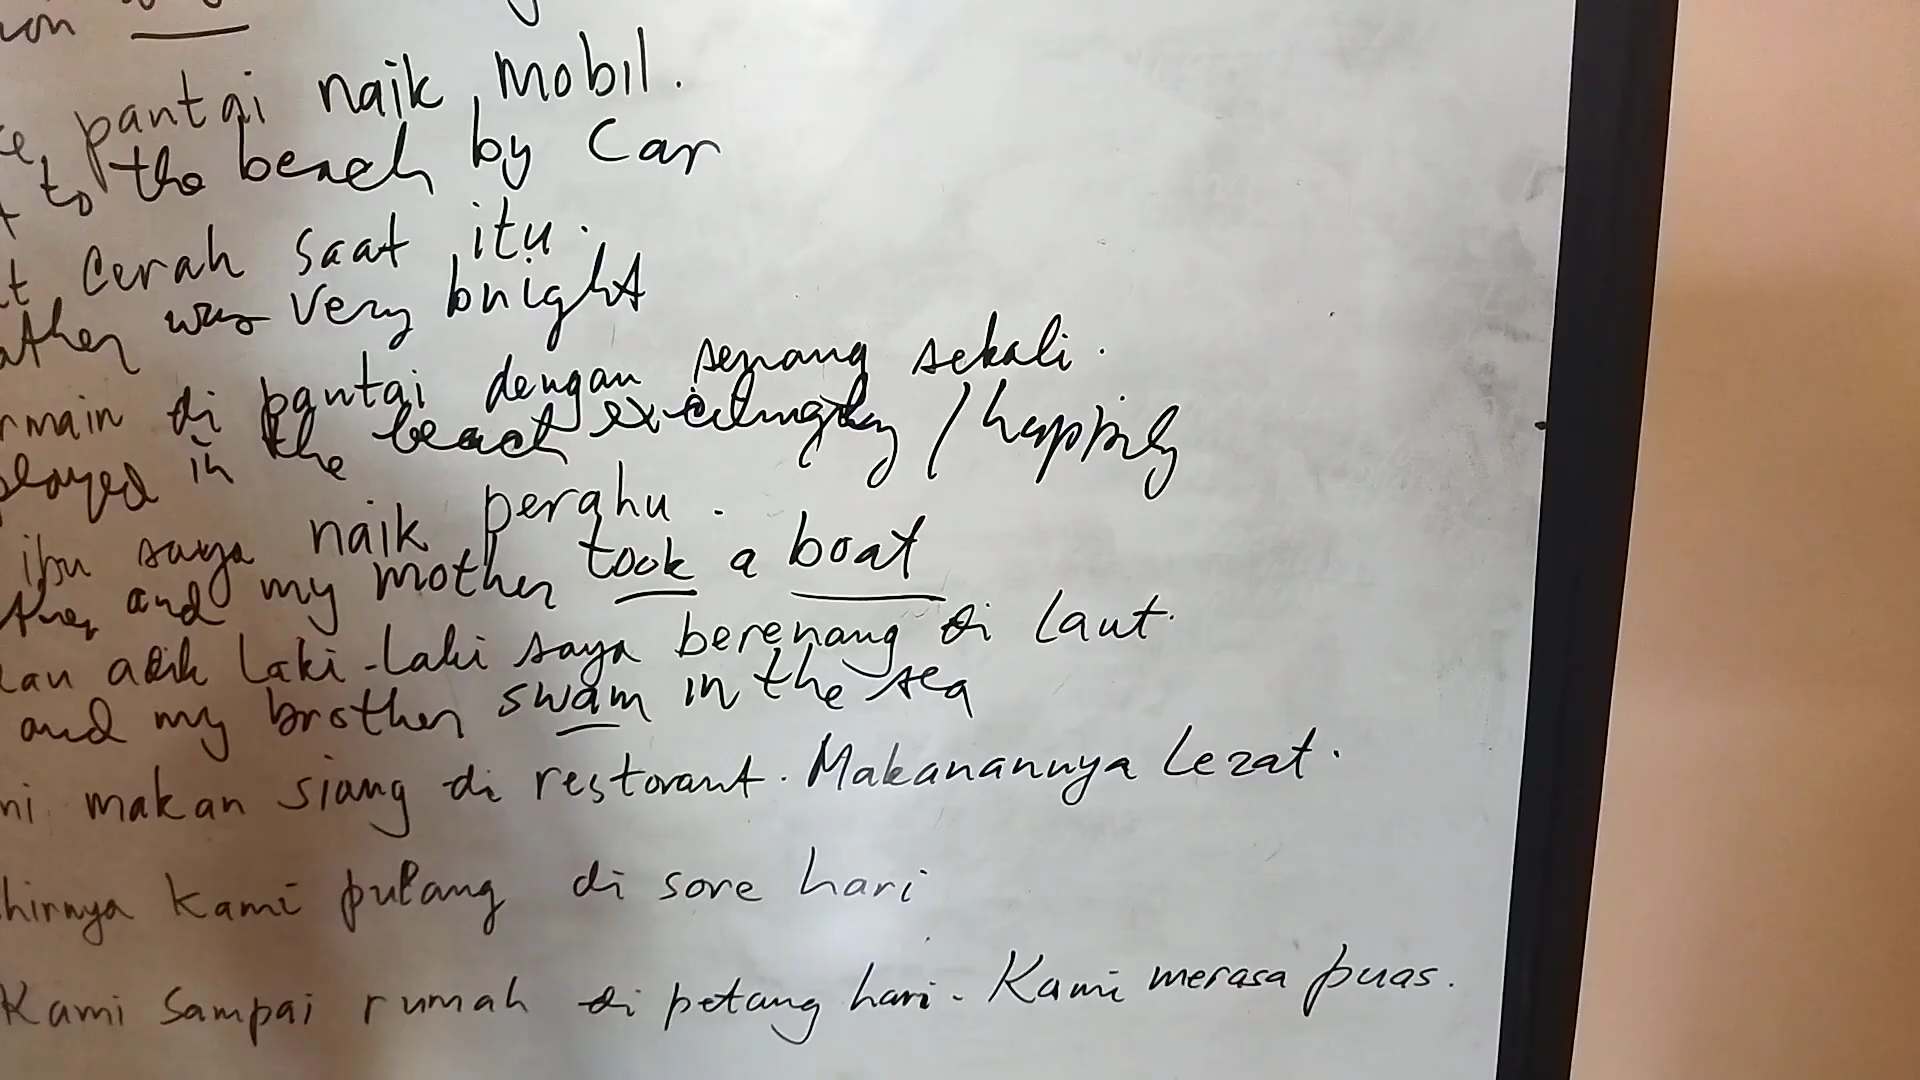 pantai naik mobil.
to the beach by Car
cerah saat itu.
was very bright
di pantai dengan senang sekali.
played in the beach excitingly / happily
ibu saya naik perahu.
and my mother took a boat
adik laki-laki saya berenang di laut.
and my brother swam in the sea
makan siang di restorant. Makanannya lezat.
hirnya kami pulang di sore hari
Kami sampai rumah di petang hari. Kami merasa puas.